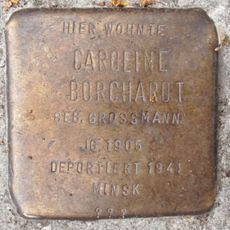 HIER WOHNTE
CAROLINE
BORCHARDT
GEB. GROSSMANN
JG. 1905
DEPORTIERT 1941
MINSK
???